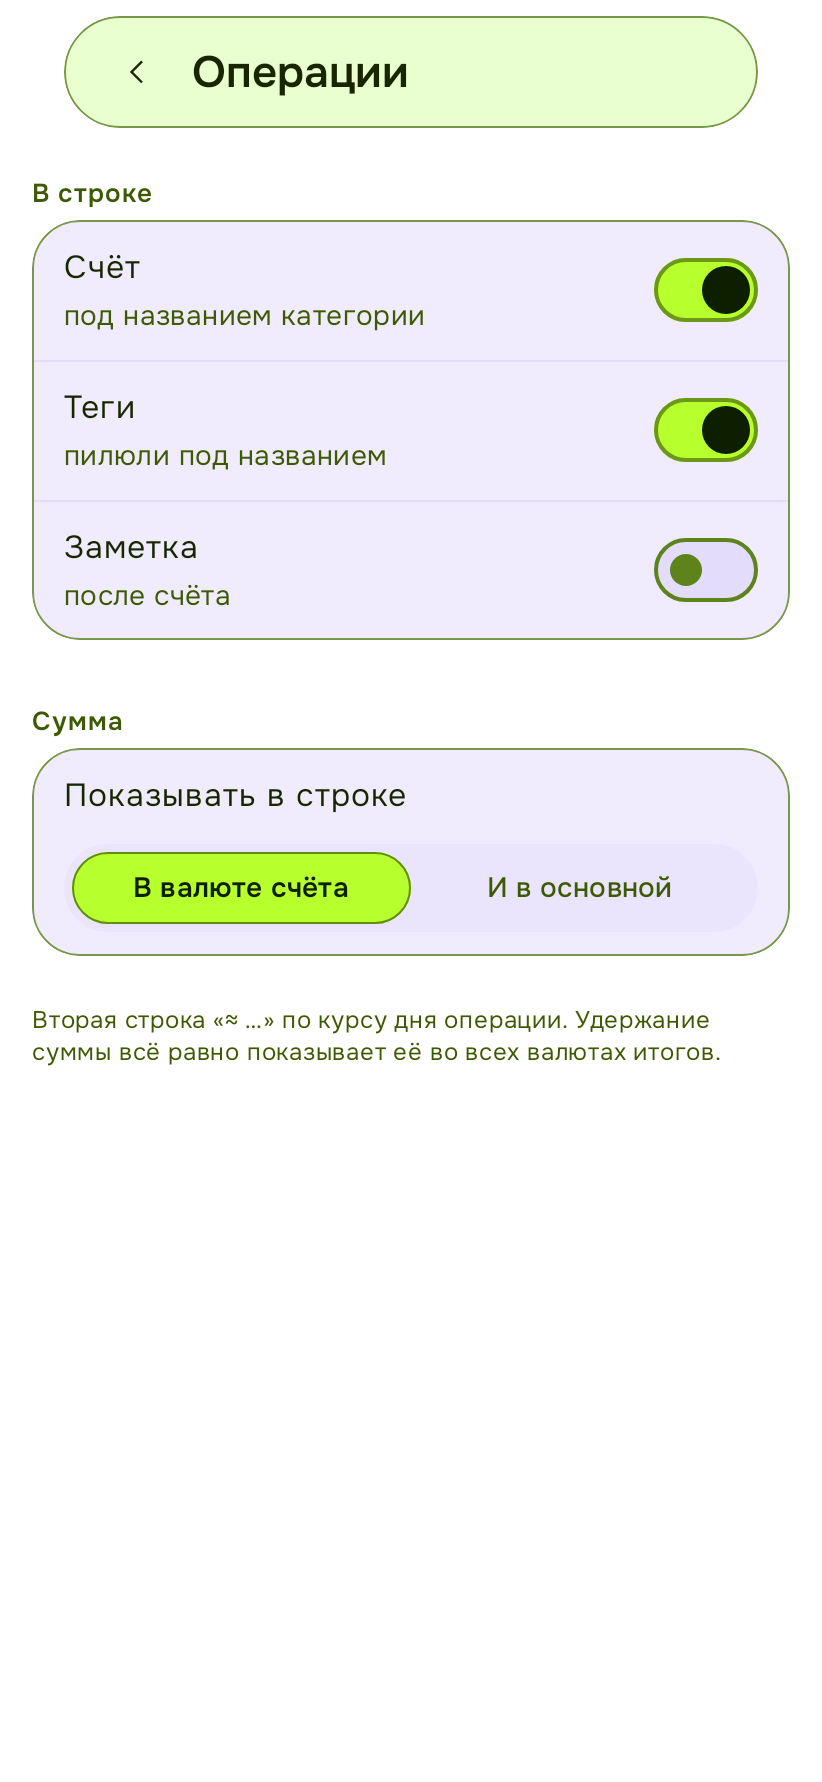 Операции
В строке
Счёт
под названием категории
Теги
пилюли под названием
Заметка
после счёта
Сумма
Показывать в строке
В валюте счёта
И в основной
Вторая строка «≈ …» по курсу дня операции. Удержание
суммы всё равно показывает её во всех валютах итогов.